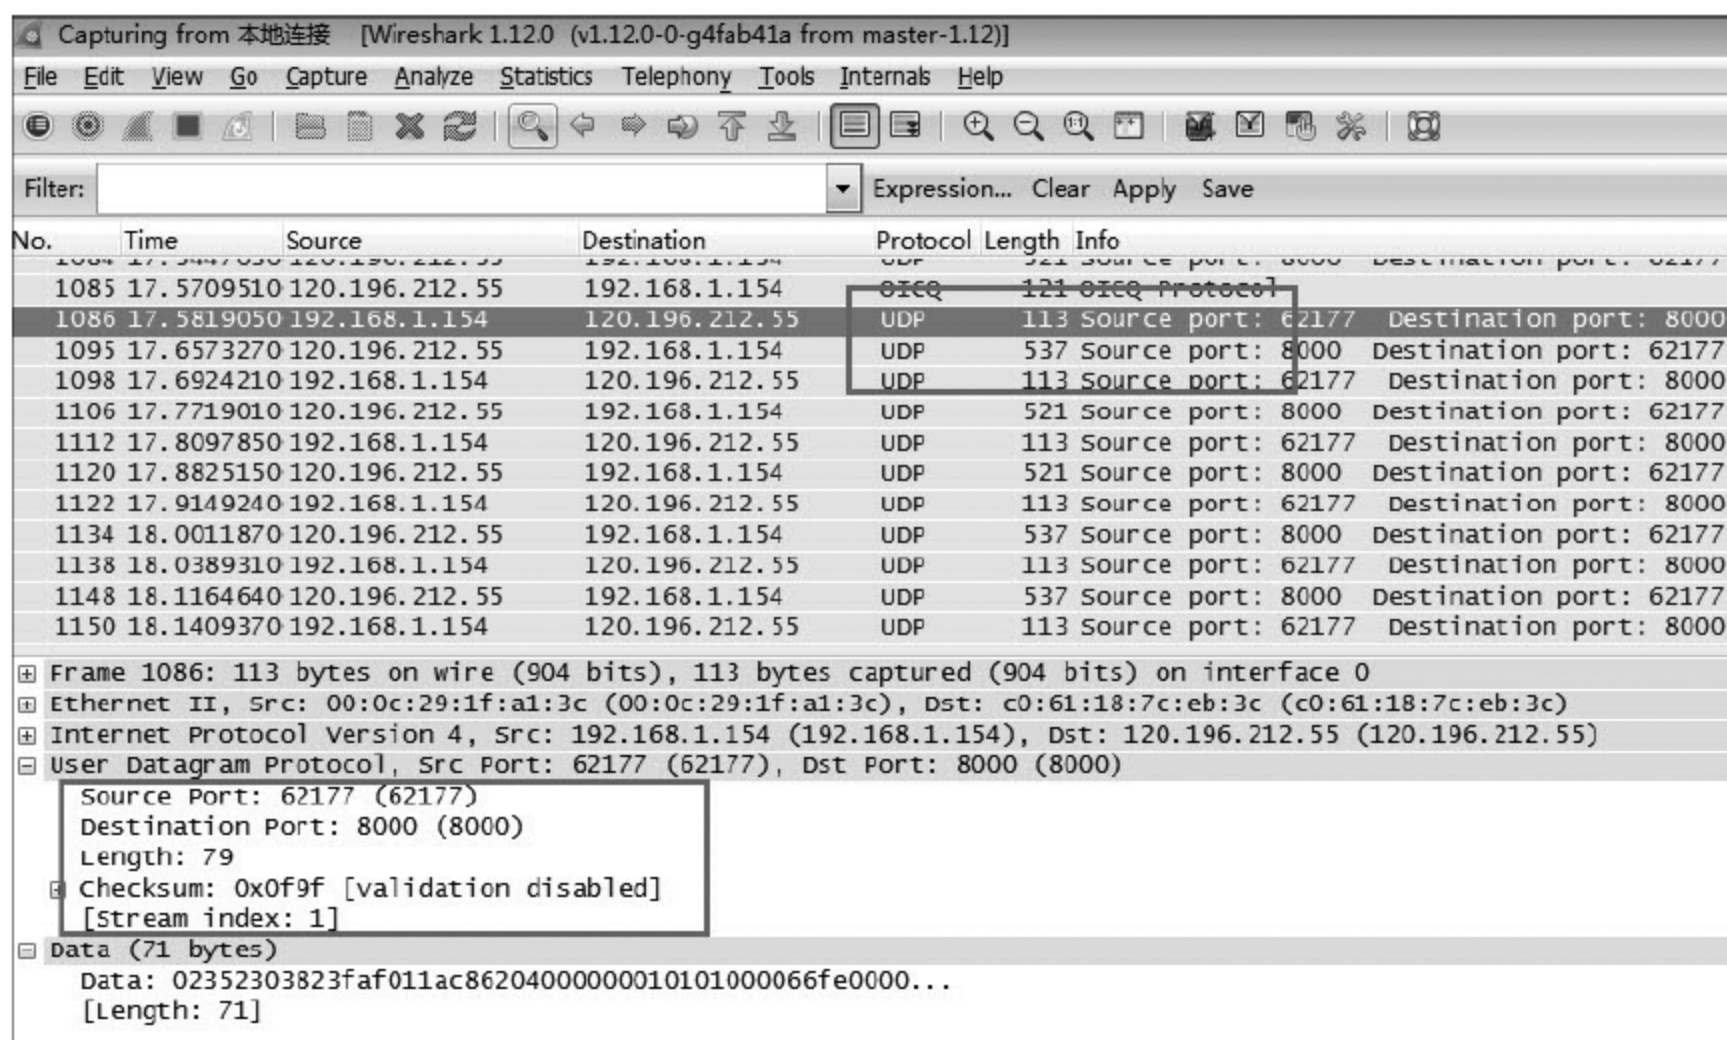 Capturing from 本地连接 [Wireshark 1.12.0 (v1.12.0-0-g4fab41a from master-1.12)]
File Edit View Go Capture Analyze Statistics Telephony Tools Internals Help
Filter: Expression... Clear Apply Save
No. Time Source Destination Protocol Length Info
1085 17.5709510 120.196.212.55 192.168.1.154 OICQ 121 OICQ Protocol
1086 17.5819050 192.168.1.154 120.196.212.55 UDP 113 Source port: 62177 Destination port: 8000
1095 17.6573270 120.196.212.55 192.168.1.154 UDP 537 Source port: 8000 Destination port: 62177
1098 17.6924210 192.168.1.154 120.196.212.55 UDP 113 Source port: 62177 Destination port: 8000
1106 17.7719010 120.196.212.55 192.168.1.154 UDP 521 Source port: 8000 Destination port: 62177
1112 17.8097850 192.168.1.154 120.196.212.55 UDP 113 Source port: 62177 Destination port: 8000
1120 17.8825150 120.196.212.55 192.168.1.154 UDP 521 Source port: 8000 Destination port: 62177
1122 17.9149240 192.168.1.154 120.196.212.55 UDP 113 Source port: 62177 Destination port: 8000
1134 18.0011870 120.196.212.55 192.168.1.154 UDP 537 Source port: 8000 Destination port: 62177
1138 18.0389310 192.168.1.154 120.196.212.55 UDP 113 Source port: 62177 Destination port: 8000
1148 18.1164640 120.196.212.55 192.168.1.154 UDP 537 Source port: 8000 Destination port: 62177
1150 18.1409370 192.168.1.154 120.196.212.55 UDP 113 Source port: 62177 Destination port: 8000
Frame 1086: 113 bytes on wire (904 bits), 113 bytes captured (904 bits) on interface 0
Ethernet II, Src: 00:0c:29:1f:a1:3c (00:0c:29:1f:a1:3c), Dst: c0:61:18:7c:eb:3c (c0:61:18:7c:eb:3c)
Internet Protocol Version 4, Src: 192.168.1.154 (192.168.1.154), Dst: 120.196.212.55 (120.196.212.55)
User Datagram Protocol, Src Port: 62177 (62177), Dst Port: 8000 (8000)
Source Port: 62177 (62177)
Destination Port: 8000 (8000)
Length: 79
Checksum: 0x0f9f [validation disabled]
[Stream index: 1]
Data (71 bytes)
Data: 02352303823faf011ac862040000000010101000066fe0000...
[Length: 71]